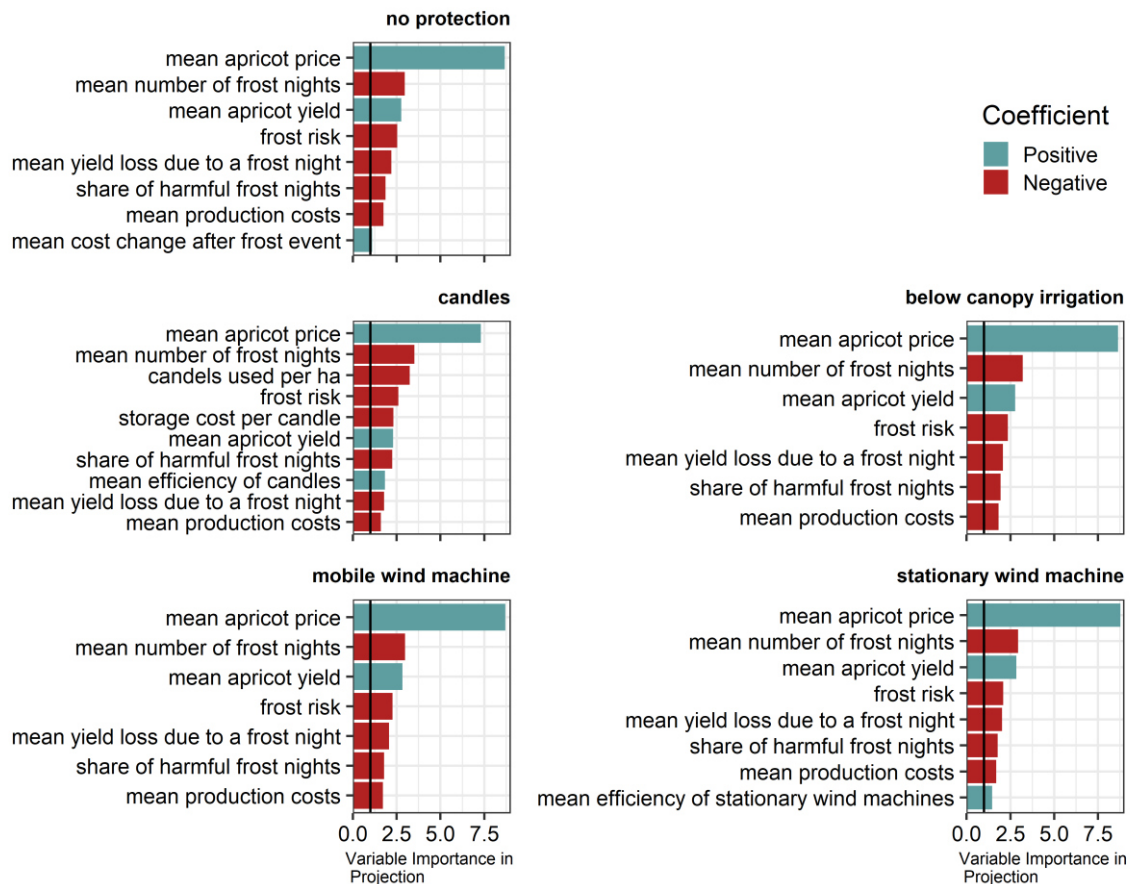 no protection
mean apricot price
mean number of frost nights
mean apricot yield
frost risk
mean yield loss due to a frost night
share of harmful frost nights
mean production costs
mean cost change after frost event
Coefficient
Positive
Negative
candles
mean apricot price
mean number of frost nights
candels used per ha
frost risk
storage cost per candle
mean apricot yield
share of harmful frost nights
mean efficiency of candles
mean yield loss due to a frost night
mean production costs
below canopy irrigation
mean apricot price
mean number of frost nights
mean apricot yield
frost risk
mean yield loss due to a frost night
share of harmful frost nights
mean production costs
mobile wind machine
mean apricot price
mean number of frost nights
mean apricot yield
frost risk
mean yield loss due to a frost night
share of harmful frost nights
mean production costs
0.0 2.5 5.0 7.5
Variable Importance in
Projection
stationary wind machine
mean apricot price
mean number of frost nights
mean apricot yield
frost risk
mean yield loss due to a frost night
share of harmful frost nights
mean production costs
mean efficiency of stationary wind machines
0.0 2.5 5.0 7.5
Variable Importance in
Projection